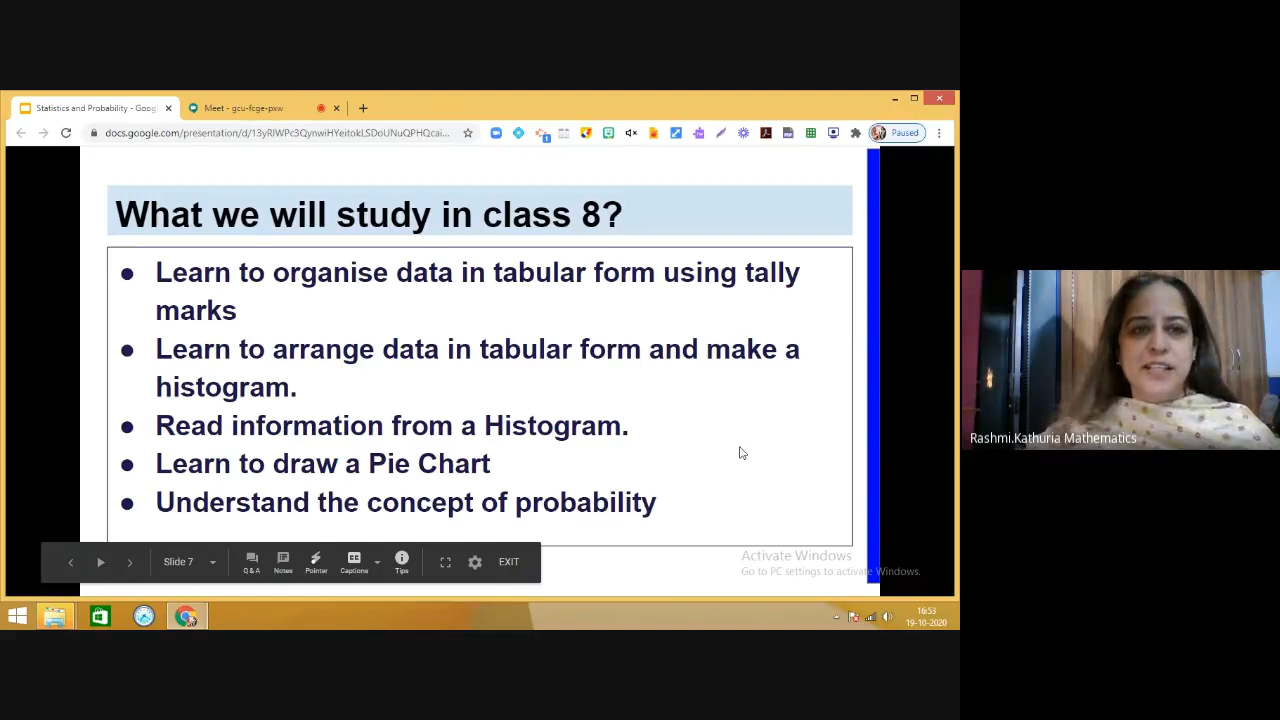 Statistics and Probability - Goog
Meet - gcu-fcge-pxw
docs.google.com/presentation/d/13yRlWPc3QynwiHYeitokLSDoUNuQPHQcai...
Paused
What we will study in class 8?
● Learn to organise data in tabular form using tally
marks
● Learn to arrange data in tabular form and make a
histogram.
● Read information from a Histogram.
● Learn to draw a Pie Chart
● Understand the concept of probability
Rashmi.Kathuria Mathematics
Slide 7
Q & A
Notes
Pointer
Captions
Tips
EXIT
Activate Windows
Go to PC settings to activate Windows.
16:53
19-10-2020